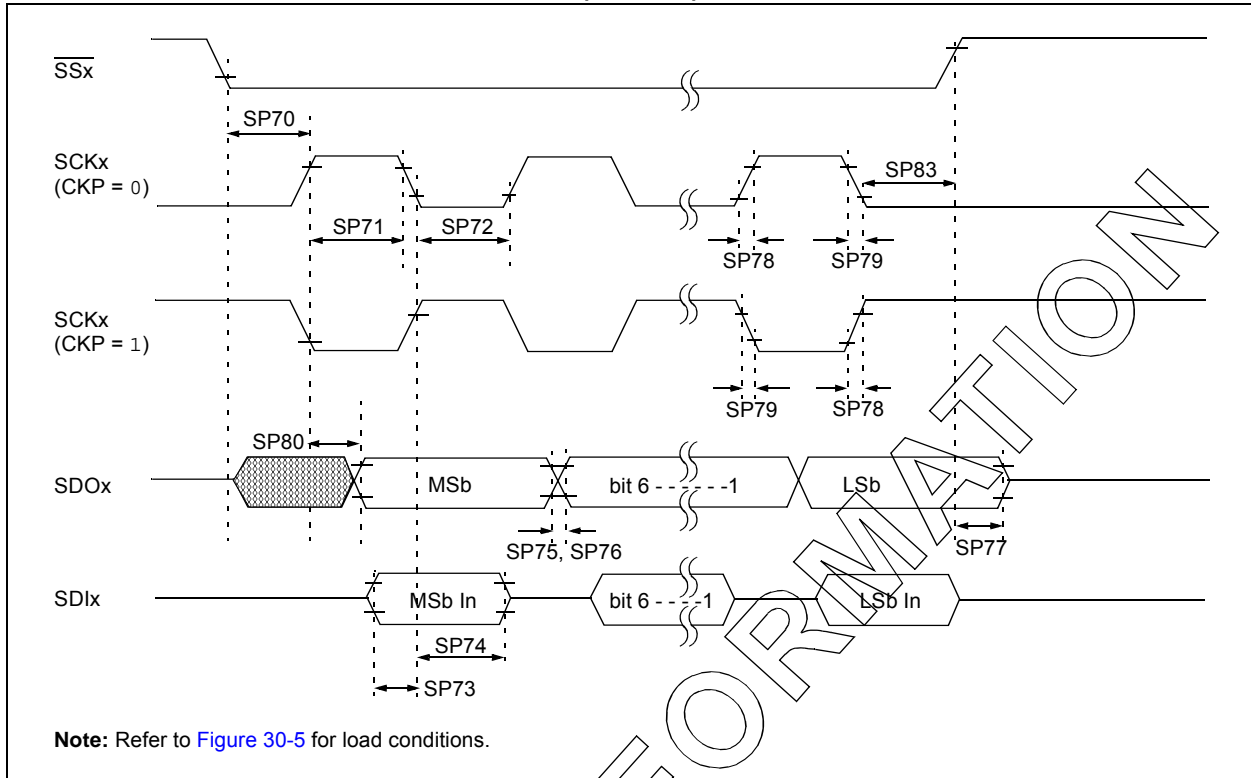 SSx
SP70
SCKx
(CKP = 0)
SP83
SP71
SP72
SP78
SP79
SCKx
(CKP = 1)
SP79
SP78
SP80
SDOx
MSb
bit 6 - - - - - -1
LSb
SP75, SP76
SP77
SDIx
MSb In
bit 6 - - - -1
LSb In
SP74
SP73
Note: Refer to Figure 30-5 for load conditions.
FORMATION